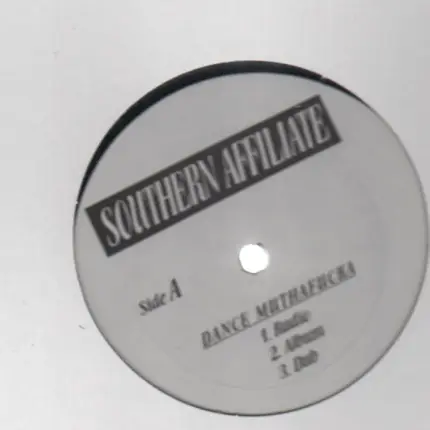 SOUTHERN AFFILIATE
Side A
DANCE MUTHAFUCKA
1. Radio
2. Album
3. Dub